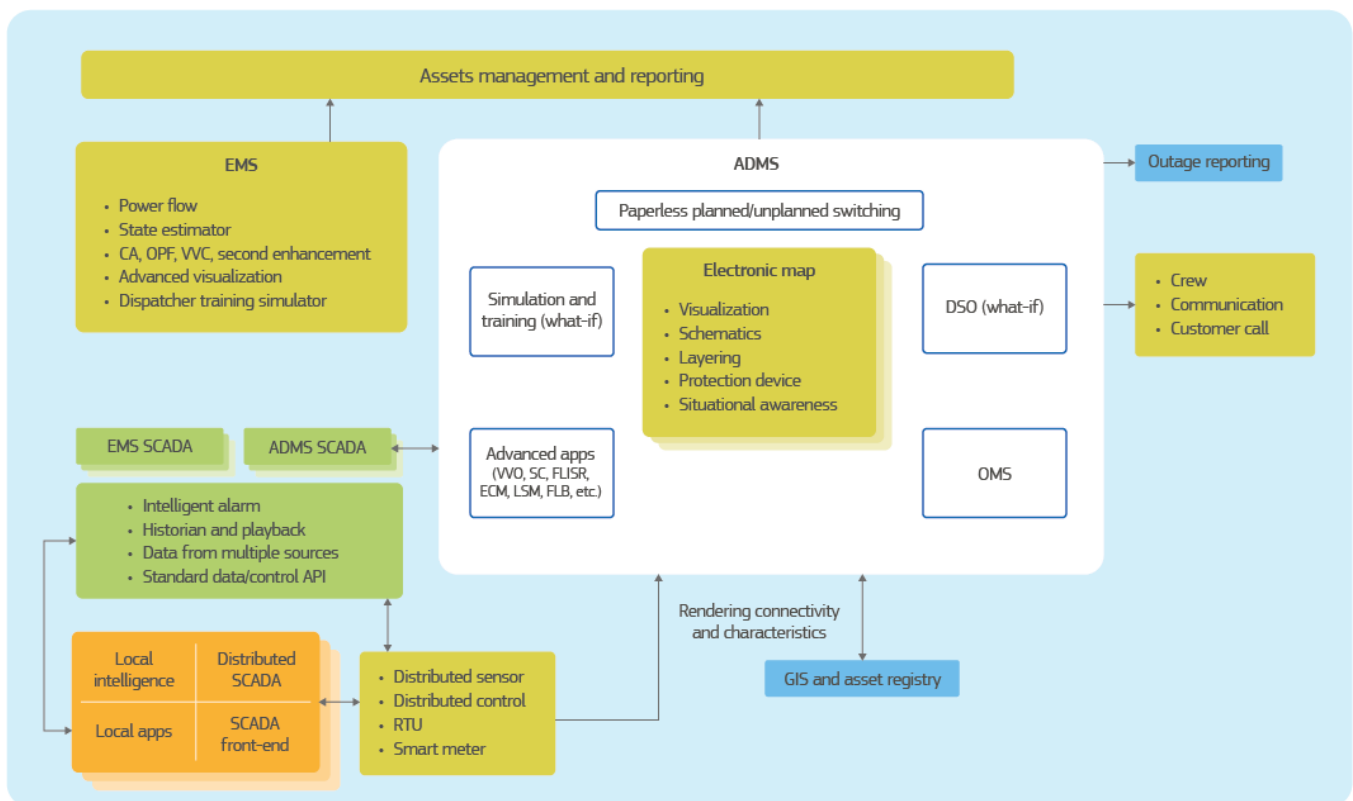 Assets management and reporting
EMS
• Power flow
• State estimator
• CA, OPF, VVC, second enhancement
• Advanced visualization
• Dispatcher training simulator
ADMS
Paperless planned/unplanned switching
Simulation and
training (what-if)
Electronic map
• Visualization
• Schematics
• Layering
• Protection device
• Situational awareness
DSO (what-if)
Advanced apps
(VVO, SC, FLISR,
ECM, LSM, FLB, etc.)
OMS
Outage reporting
• Crew
• Communication
• Customer call
EMS SCADA
ADMS SCADA
• Intelligent alarm
• Historian and playback
• Data from multiple sources
• Standard data/control API
Local
intelligence
Distributed
SCADA
Local apps
SCADA
front-end
• Distributed sensor
• Distributed control
• RTU
• Smart meter
Rendering connectivity
and characteristics
GIS and asset registry